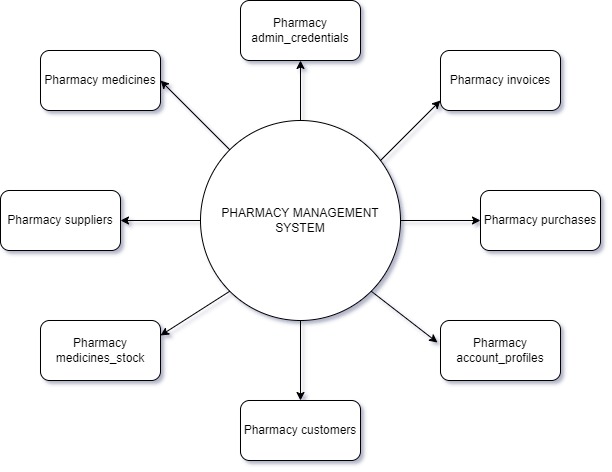 Pharmacy
admin_credentials
Pharmacy medicines
Pharmacy invoices
PHARMACY MANAGEMENT
SYSTEM
Pharmacy suppliers
Pharmacy purchases
Pharmacy
medicines_stock
Pharmacy
account_profiles
Pharmacy customers